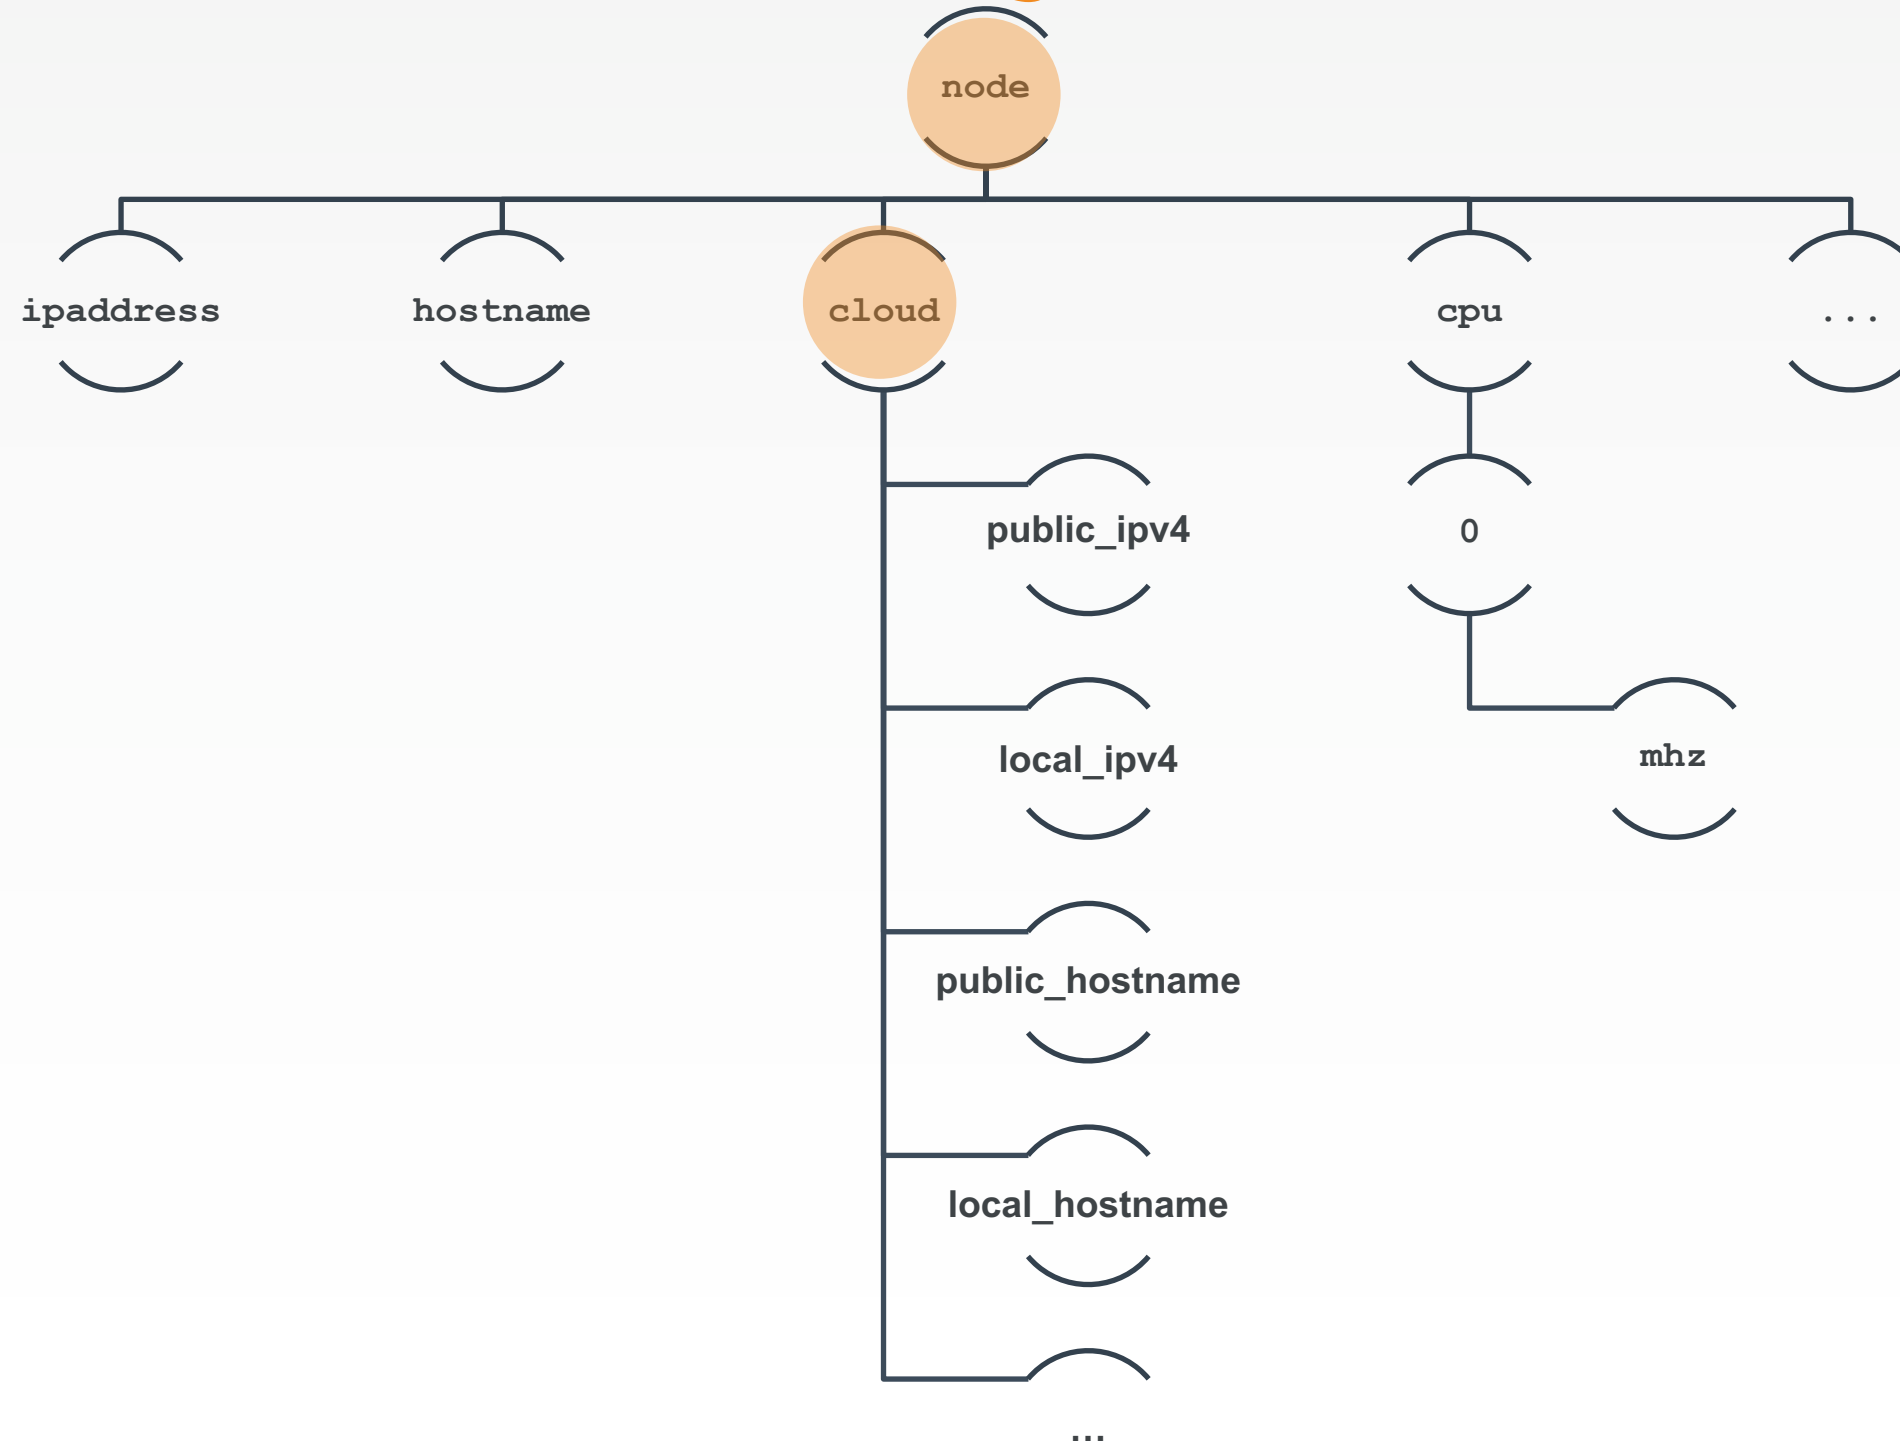 node
ipaddress
hostname
cloud
cpu
...
public_ipv4
0
local_ipv4
mhz
public_hostname
local_hostname
...